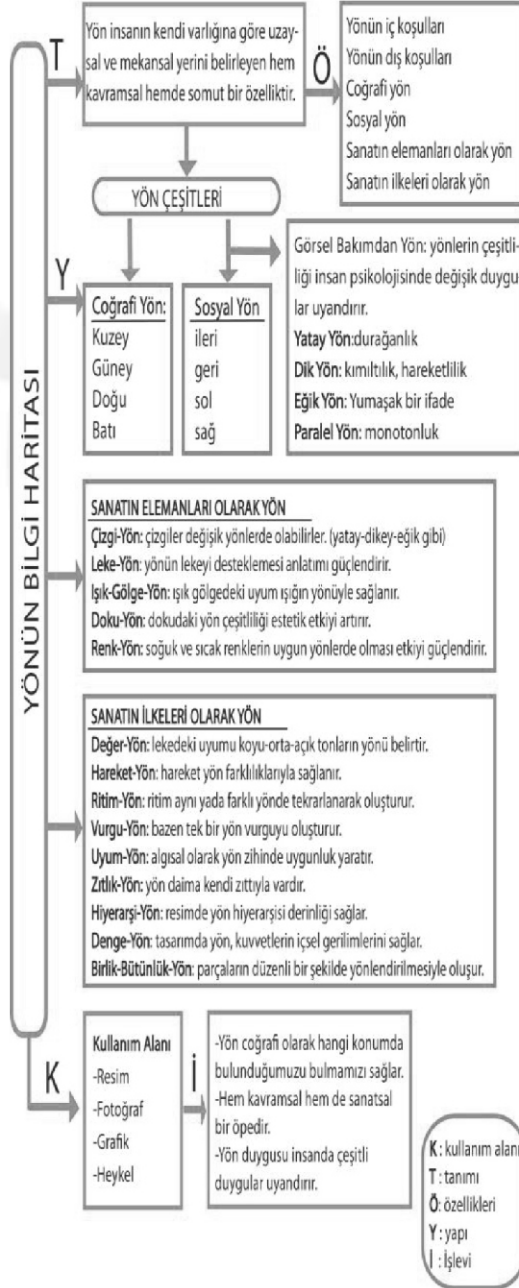 YÖNÜN BİLGİ HARİTASI
T
Yön insanın kendi varlığına göre uzay-
sal ve mekansal yerini belirleyen hem
kavramsal hemde somut bir özelliktir.
Ö
Yönün iç koşulları
Yönün dış koşulları
Coğrafi yön
Sosyal yön
Sanatın elemanları olarak yön
Sanatın ilkeleri olarak yön
YÖN ÇEŞİTLERİ
Y
Coğrafi Yön:
Kuzey
Güney
Doğu
Batı
Sosyal Yön
ileri
geri
sol
sağ
Görsel Bakımdan Yön: yönlerin çeşitli-
liği insan psikolojisinde değişik duygu-
lar uyandırır.
Yatay Yön:durağanlık
Dik Yön: kımıltılık, hareketlilik
Eğik Yön: Yumaşak bir ifade
Paralel Yön: monotonluk
SANATIN ELEMANLARI OLARAK YÖN
Çizgi-Yön: çizgiler değişik yönlerde olabilirler. (yatay-dikey-eğik gibi)
Leke-Yön: yönün lekeyi desteklemesi anlatımı güçlendirir.
Işık-Gölge-Yön: ışık gölgedeki uyum ışığın yönüyle sağlanır.
Doku-Yön: dokudaki yön çeşitliliği estetik etkiyi artırır.
Renk-Yön: soğuk ve sıcak renklerin uygun yönlerde olması etkiyi güçlendirir.
SANATIN İLKELERİ OLARAK YÖN
Değer-Yön: lekedeki uyumu koyu-orta-açık tonların yönü belirtir.
Hareket-Yön: hareket yön farklılıklarıyla sağlanır.
Ritim-Yön: ritim aynı yada farklı yönde tekrarlanarak oluşturur.
Vurgu-Yön: bazen tek bir yön vurguyu oluşturur.
Uyum-Yön: algısal olarak yön zihinde uygunluk yaratır.
Zıtlık-Yön: yön daima kendi zıttıyla vardır.
Hiyerarşi-Yön: resimde yön hiyerarşisi derinliği sağlar.
Denge-Yön: tasarımda yön, kuvvetlerin içsel gerilimlerini sağlar.
Birlik-Bütünlük-Yön: parçaların düzenli bir şekilde yönlendirilmesiyle oluşur.
K
Kullanım Alanı
-Resim
-Fotoğraf
-Grafik
-Heykel
İ
-Yön coğrafi olarak hangi konumda
bulunduğumuzu bulmamızı sağlar.
-Hem kavramsal hem de sanatsal
bir öpedir.
-Yön duygusu insanda çeşitli
duygular uyandırır.
K: kullanım alanı
T: tanımı
Ö: özellikleri
Y: yapı
İ: İşlevi